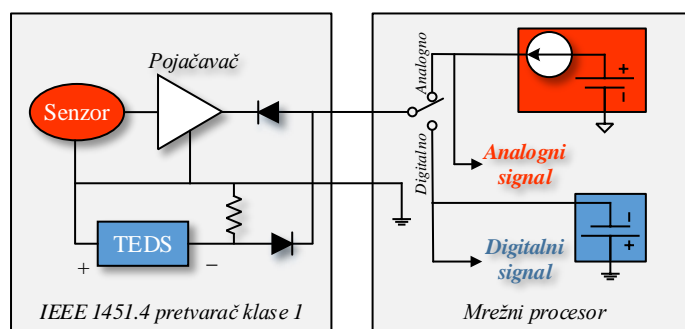 Pojačavač
Senzor
TEDS
+
−
IEEE 1451.4 pretvarač klase 1
Analogno
Digitalno
+
−
Analogni
signal
−
+
Digitalni
signal
Mrežni procesor